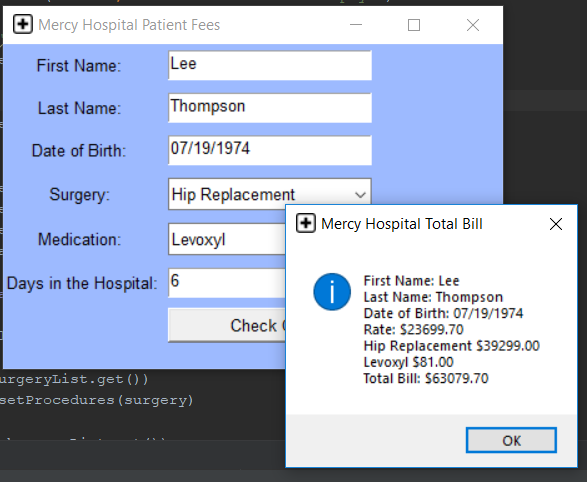 Mercy Hospital Patient Fees
First Name:
Lee
Last Name:
Thompson
Date of Birth:
07/19/1974
Surgery:
Hip Replacement
Medication:
Levoxyl
Days in the Hospital:
6
Check
Mercy Hospital Total Bill
First Name: Lee
Last Name: Thompson
Date of Birth: 07/19/1974
Rate: $23699.70
Hip Replacement $39299.00
Levoxyl $81.00
Total Bill: $63079.70
OK
urgeryList.get())
setProcedures(surgery)